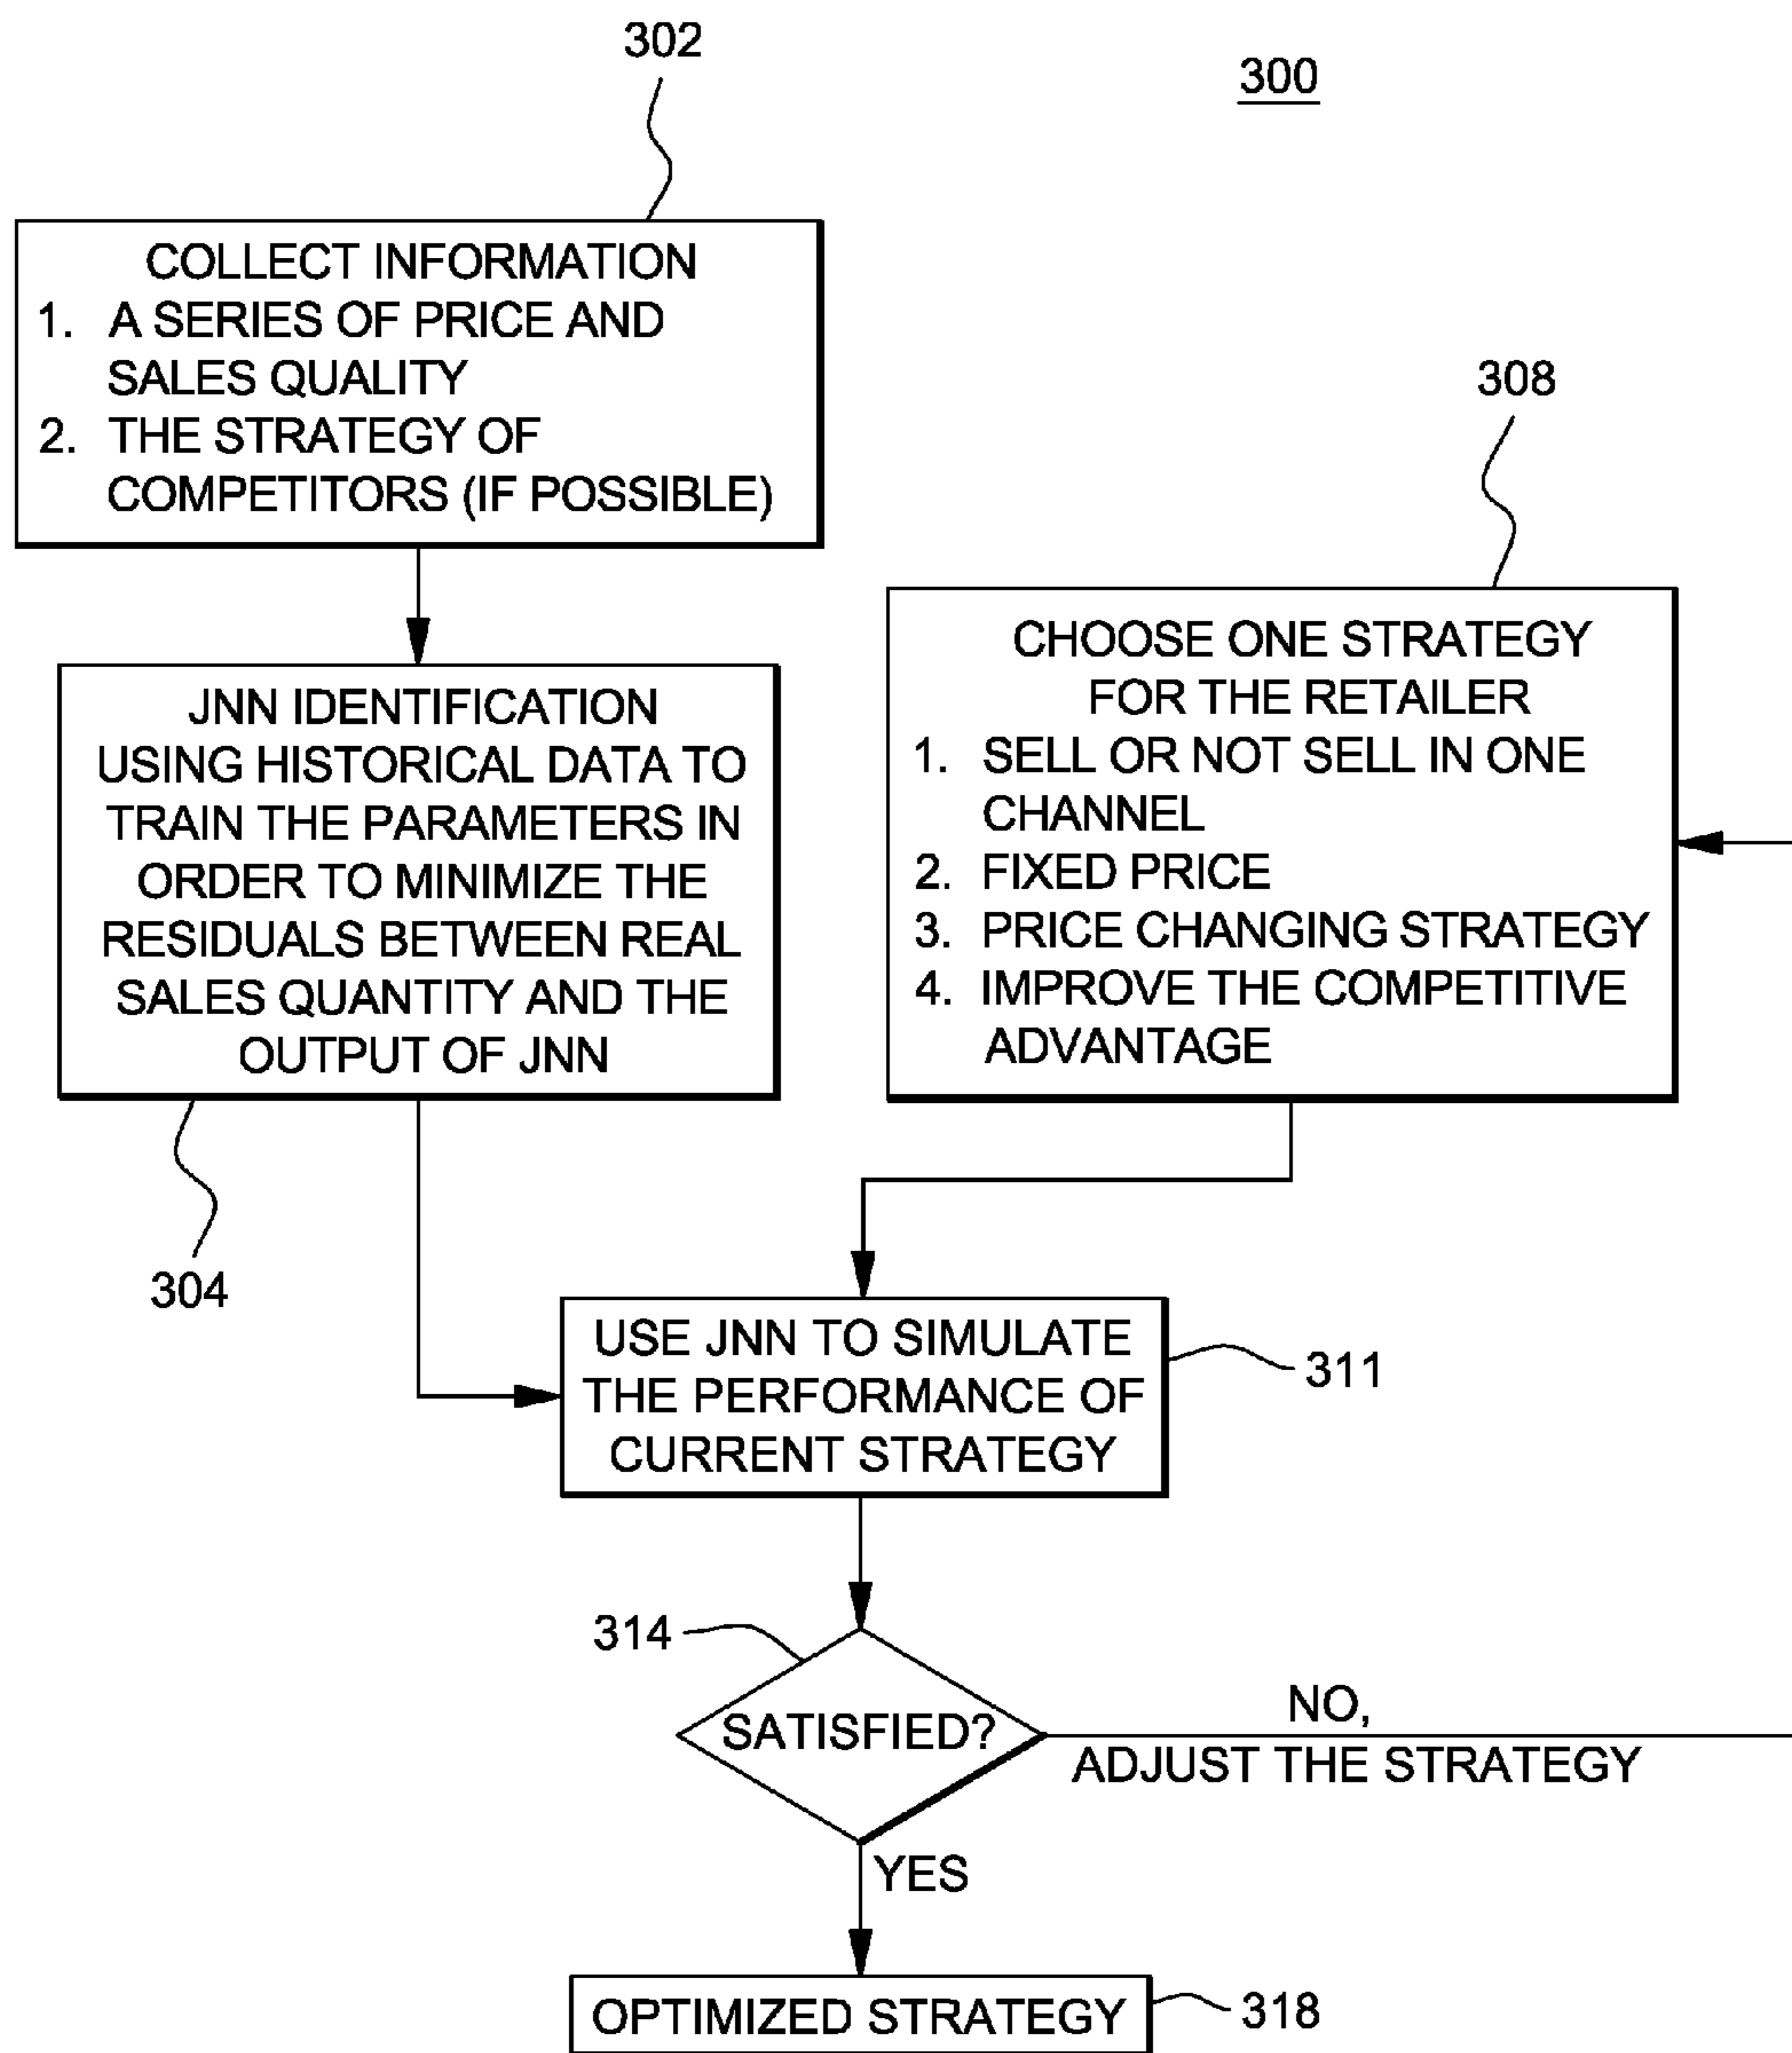 302
300
COLLECT INFORMATION
1. A SERIES OF PRICE AND
SALES QUALITY
2. THE STRATEGY OF
COMPETITORS (IF POSSIBLE)
308
CHOOSE ONE STRATEGY
FOR THE RETAILER
1. SELL OR NOT SELL IN ONE
CHANNEL
2. FIXED PRICE
3. PRICE CHANGING STRATEGY
4. IMPROVE THE COMPETITIVE
ADVANTAGE
JNN IDENTIFICATION
USING HISTORICAL DATA TO
TRAIN THE PARAMETERS IN
ORDER TO MINIMIZE THE
RESIDUALS BETWEEN REAL
SALES QUANTITY AND THE
OUTPUT OF JNN
304
USE JNN TO SIMULATE
THE PERFORMANCE OF
CURRENT STRATEGY
311
314
SATISFIED?
NO,
ADJUST THE STRATEGY
YES
OPTIMIZED STRATEGY
318